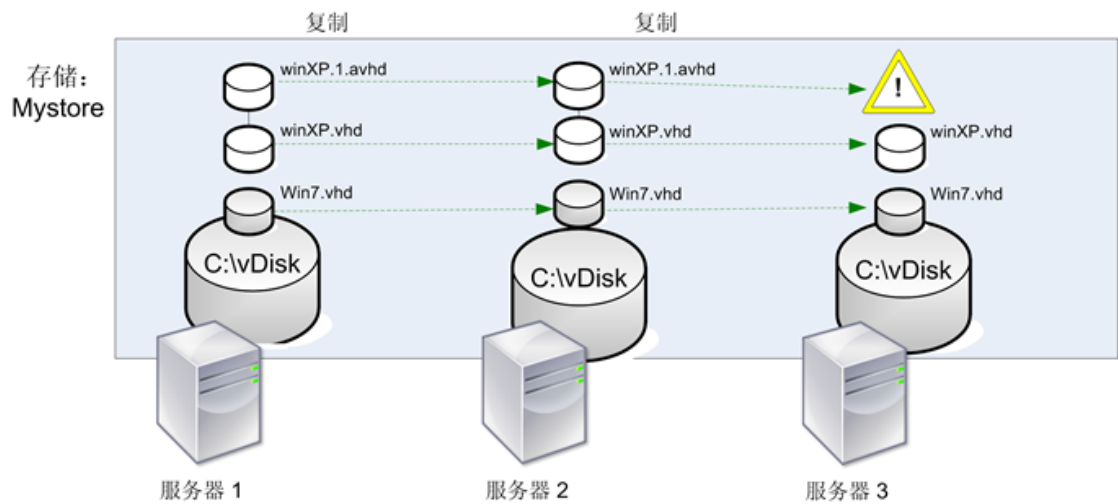 复制 复制
存储：
Mystore
winXP.1.avhd winXP.1.avhd !
winXP.vhd winXP.vhd winXP.vhd
Win7.vhd Win7.vhd Win7.vhd
C:\vDisk C:\vDisk C:\vDisk
服务器 1 服务器 2 服务器 3